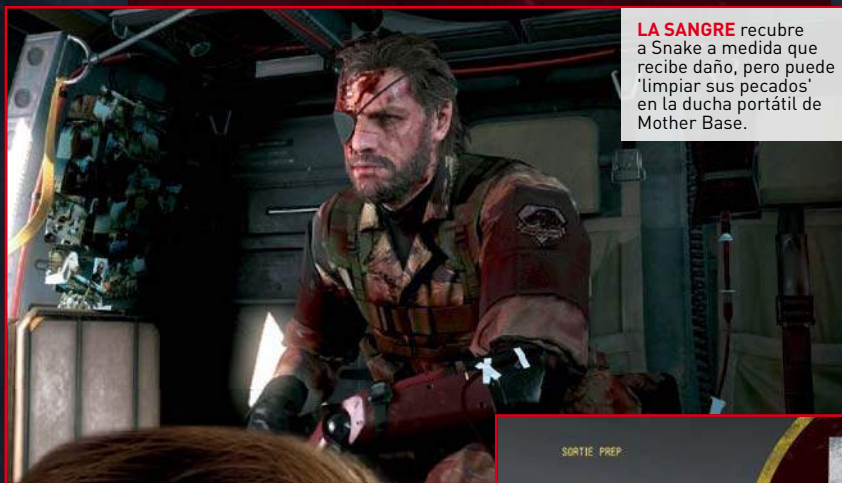 LA SANGRE recubre
a Snake a medida que
recibe daño, pero puede
'limpiar sus pecados'
en la ducha portátil de
Mother Base.
SORTIE PREP